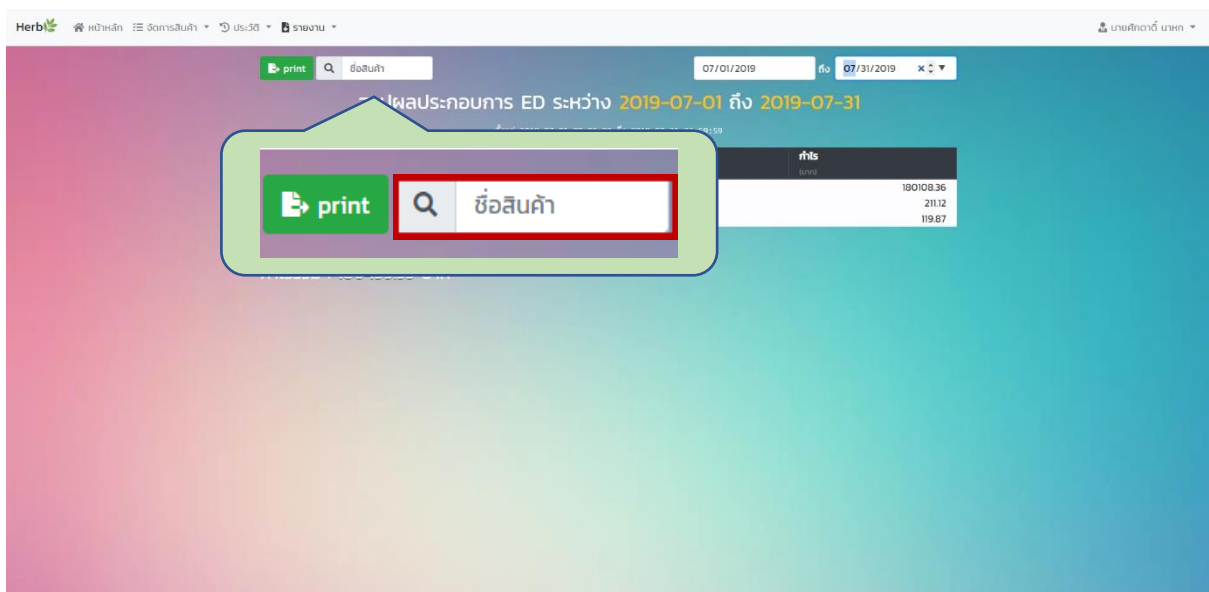 Herb หน้าหลัก จัดการสินค้า ประวัติ รายงาน นายศักดาดิ์ นาหก
print ชื่อสินค้า 07/01/2019 ถึง 07/31/2019
ผลประกอบการ ED ระหว่าง 2019-07-01 ถึง 2019-07-31
กำไร
(บาท)
print ชื่อสินค้า
180108.36
211.12
119.87